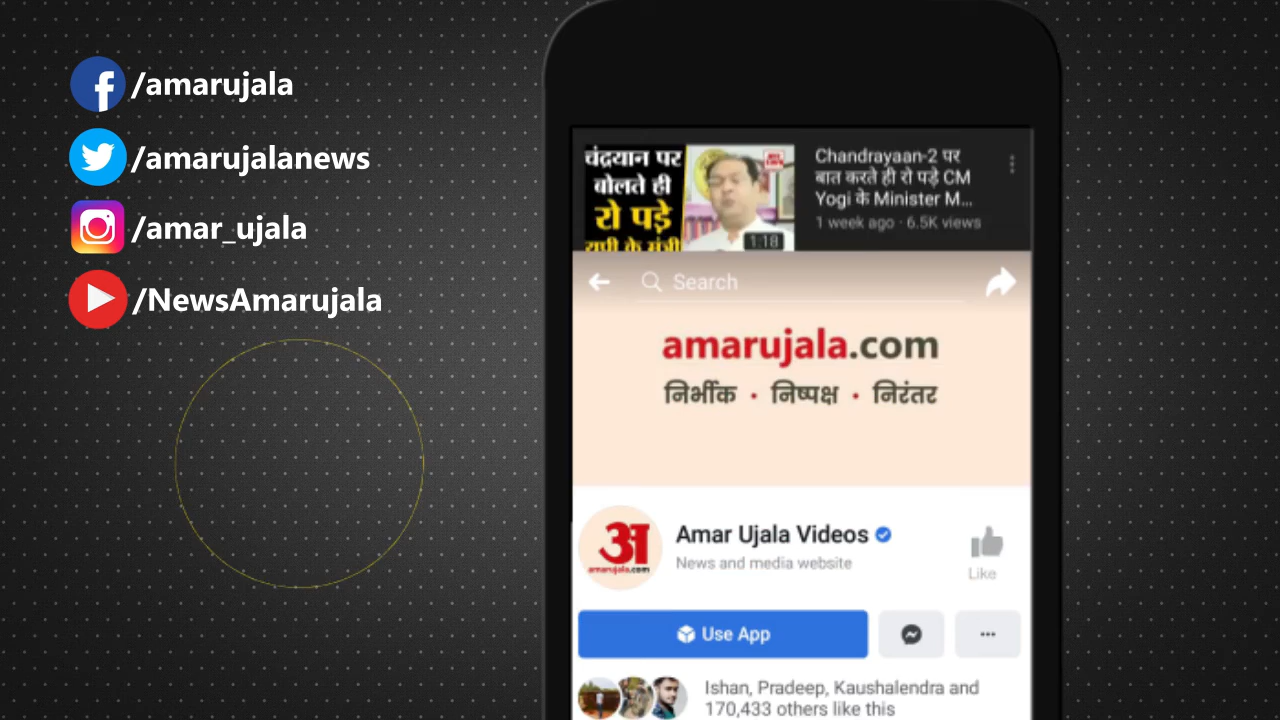 /amarujala
/amarujalanews
/amar_ujala
/NewsAmarujala
चंद्रयान पर
बोलते ही
रो पड़े
यूपी के मंत्री
1:18
Chandrayaan-2 पर
बात करते ही रो पड़े CM
Yogi के Minister M...
1 week ago · 6.5K views
Search
amarujala.com
निर्भीक • निष्पक्ष • निरंतर
अ
amarujala.com
Amar Ujala Videos
News and media website
Like
Use App
Ishan, Pradeep, Kaushalendra and
170,433 others like this